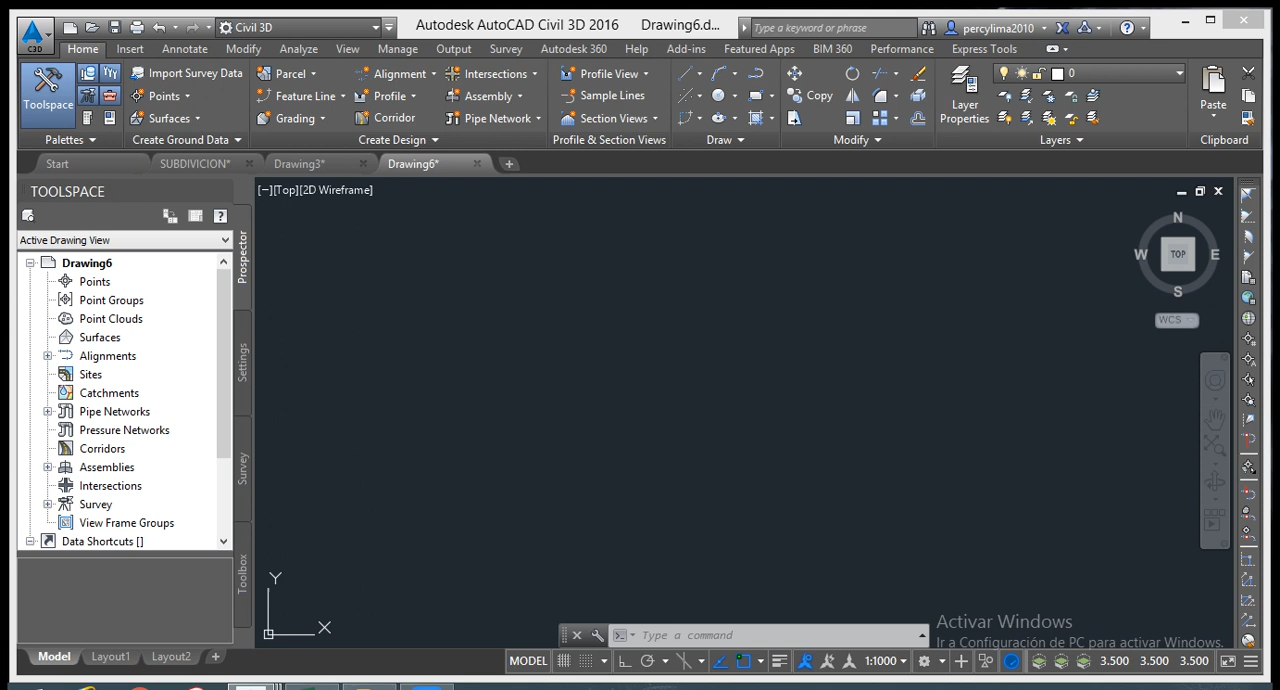 Civil 3D Autodesk AutoCAD Civil 3D 2016 Drawing6.d... Type a keyword or phrase percylima2010
C3D
Home Insert Annotate Modify Analyze View Manage Output Survey Autodesk 360 Help Add-ins Featured Apps BIM 360 Performance Express Tools
Import Survey Data Parcel Alignment Intersections Profile View 0
Toolspace Points Feature Line Profile Assembly Sample Lines Copy Layer Properties Paste
Surfaces Grading Corridor Pipe Network Section Views
Palettes Create Ground Data Create Design Profile & Section Views Draw Modify Layers Clipboard
Start SUBDIVICION* Drawing3* Drawing6*
TOOLSPACE
[−][Top][2D Wireframe]
Active Drawing View
Drawing6
Points
Point Groups
Point Clouds
Surfaces
Alignments
Sites
Catchments
Pipe Networks
Pressure Networks
Corridors
Assemblies
Intersections
Survey
View Frame Groups
Data Shortcuts []
Prospector
Settings
Survey
Toolbox
N
W TOP E
S
WCS
Y
X
Type a command
Activar Windows
Ir a Configuración de PC para activar Windows.
Model Layout1 Layout2
MODEL 1:1000 3.500 3.500 3.500